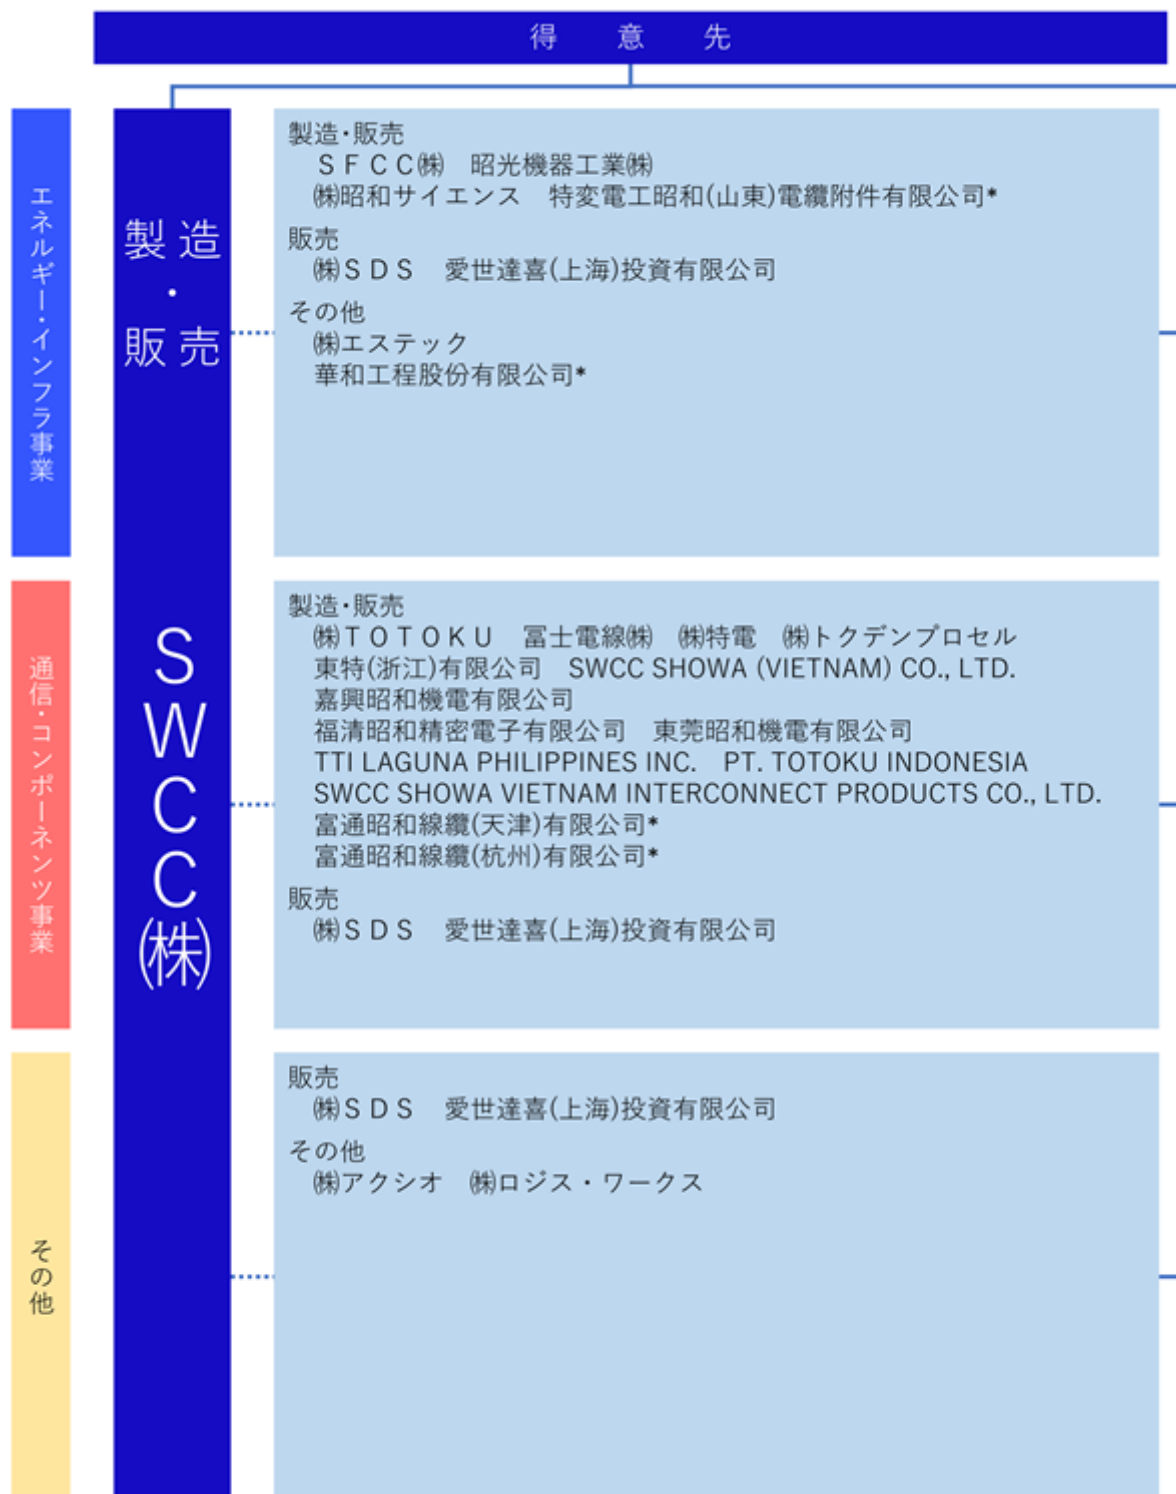 得意先
エネルギー・インフラ事業
製造・販売
SWCC㈱
製造・販売
ＳＦＣＣ㈱　昭光機器工業㈱
㈱昭和サイエンス　特変電工昭和(山東)電纜附件有限公司*
販売
㈱ＳＤＳ　愛世達喜(上海)投資有限公司
その他
㈱エステック
華和工程股份有限公司*
通信・コンポーネンツ事業
製造・販売
㈱ＴＯＴＯＫＵ　冨士電線㈱　㈱特電　㈱トクデンプロセル
東特(浙江)有限公司　SWCC SHOWA (VIETNAM) CO., LTD.
嘉興昭和機電有限公司
福清昭和精密電子有限公司　東莞昭和機電有限公司
TTI LAGUNA PHILIPPINES INC.　PT. TOTOKU INDONESIA
SWCC SHOWA VIETNAM INTERCONNECT PRODUCTS CO., LTD.
富通昭和線纜(天津)有限公司*
富通昭和線纜(杭州)有限公司*
販売
㈱ＳＤＳ　愛世達喜(上海)投資有限公司
その他
販売
㈱ＳＤＳ　愛世達喜(上海)投資有限公司
その他
㈱アクシオ　㈱ロジス・ワークス